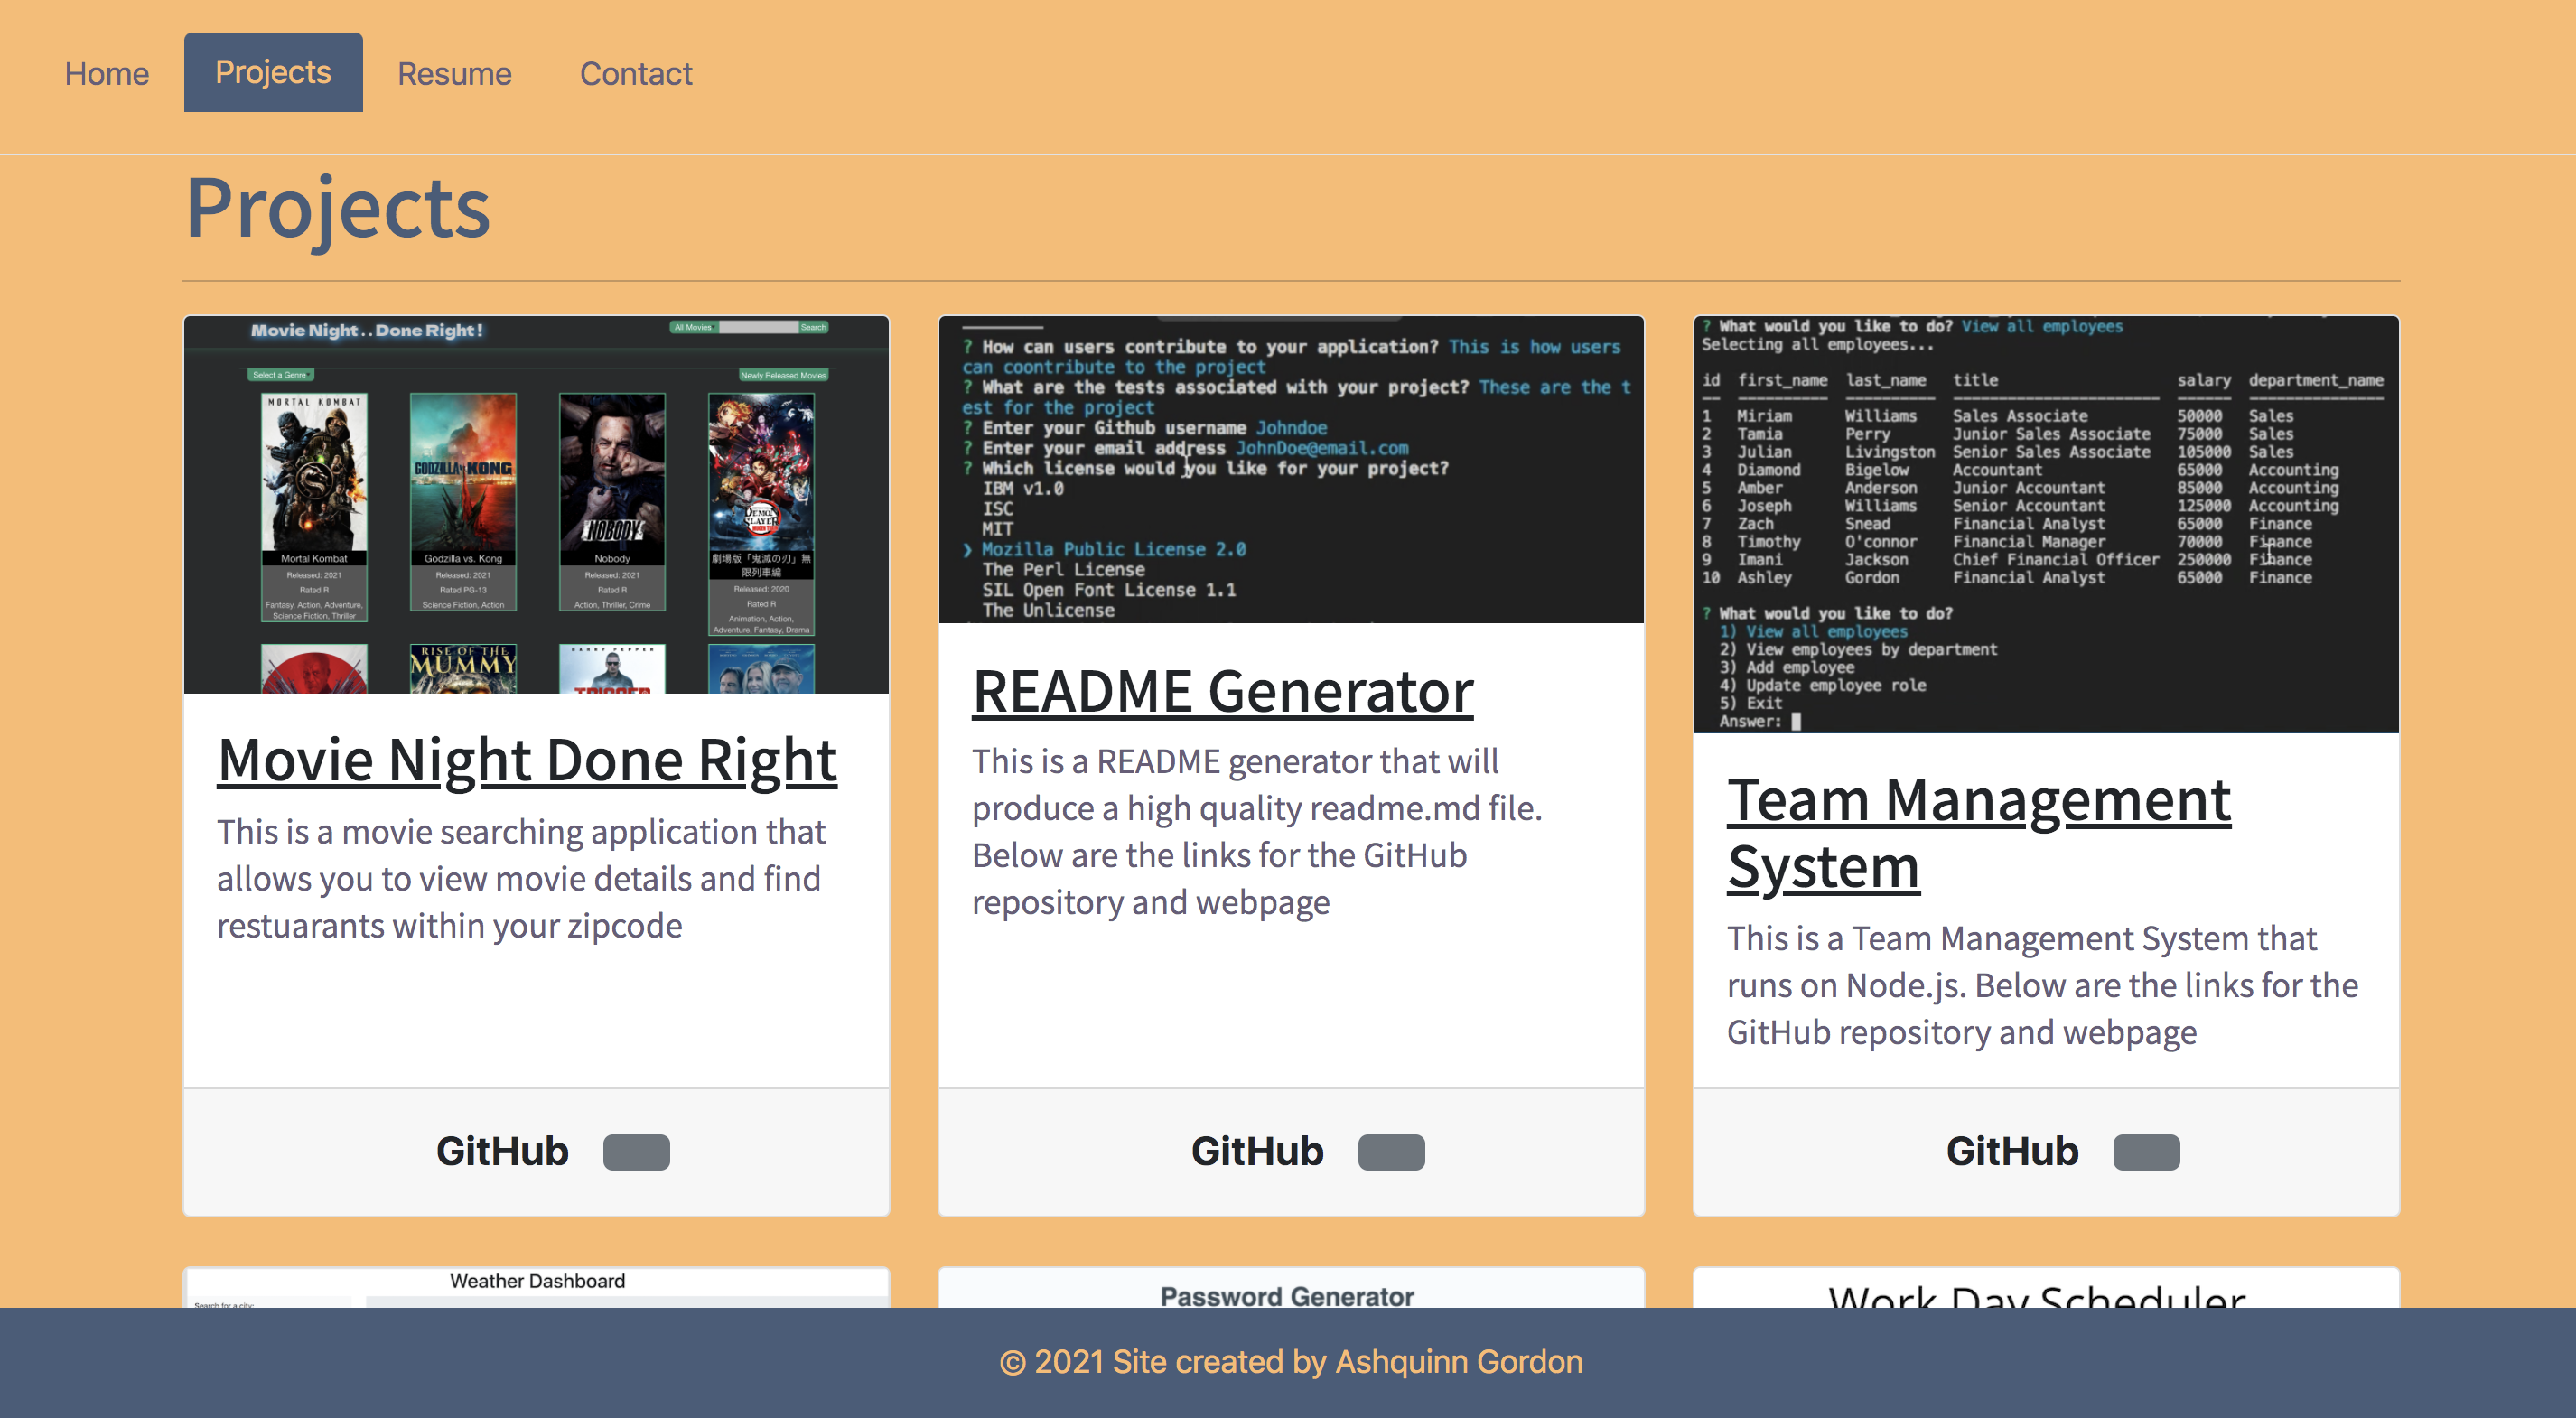 Home
Projects
Resume
Contact
Projects
Movie Night . . Done Right !
All Movies
Search
Select a Genre
Newly Released Movies
MORTAL KOMBAT
GODZILLA KONG
NOBODY
DEMON SLAYER
Mortal Kombat
Released: 2021
Rated R
Fantasy, Action, Adventure,
Science Fiction, Thriller
Godzilla vs. Kong
Released: 2021
Rated PG-13
Science Fiction, Action
Nobody
Released: 2021
Rated R
Action, Thriller, Crime
劇場版「鬼滅の刃」無
限列車編
Released: 2020
Rated R
Animation, Action,
Adventure, Fantasy, Drama
RISE OF THE
MUMMY
BARRY PEPPER
TRIGGER
Movie Night Done Right
This is a movie searching application that
allows you to view movie details and find
restuarants within your zipcode
GitHub
? How can users contribute to your application? This is how users
can coontribute to the project
? What are the tests associated with your project? These are the t
est for the project
? Enter your Github username Johndoe
? Enter your email address JohnDoe@email.com
? Which license would you like for your project?
IBM v1.0
ISC
MIT
❯ Mozilla Public License 2.0
The Perl License
SIL Open Font License 1.1
The Unlicense
README Generator
This is a README generator that will
produce a high quality readme.md file.
Below are the links for the GitHub
repository and webpage
GitHub
? What would you like to do? View all employees
Selecting all employees...
id first_name last_name title salary department_name
1 Miriam Williams Sales Associate 50000 Sales
2 Tamia Perry Junior Sales Associate 75000 Sales
3 Julian Livingston Senior Sales Associate 105000 Sales
4 Diamond Bigelow Accountant 65000 Accounting
5 Amber Anderson Junior Accountant 85000 Accounting
6 Joseph Williams Senior Accountant 125000 Accounting
7 Zach Snead Financial Analyst 65000 Finance
8 Timothy O'connor Financial Manager 70000 Finance
9 Imani Jackson Chief Financial Officer 250000 Finance
10 Ashley Gordon Financial Analyst 65000 Finance
? What would you like to do?
1) View all employees
2) View employees by department
3) Add employee
4) Update employee role
5) Exit
Answer:
Team Management
System
This is a Team Management System that
runs on Node.js. Below are the links for the
GitHub repository and webpage
GitHub
Weather Dashboard
Search for a city:
Password Generator
Work Day Scheduler
© 2021 Site created by Ashquinn Gordon